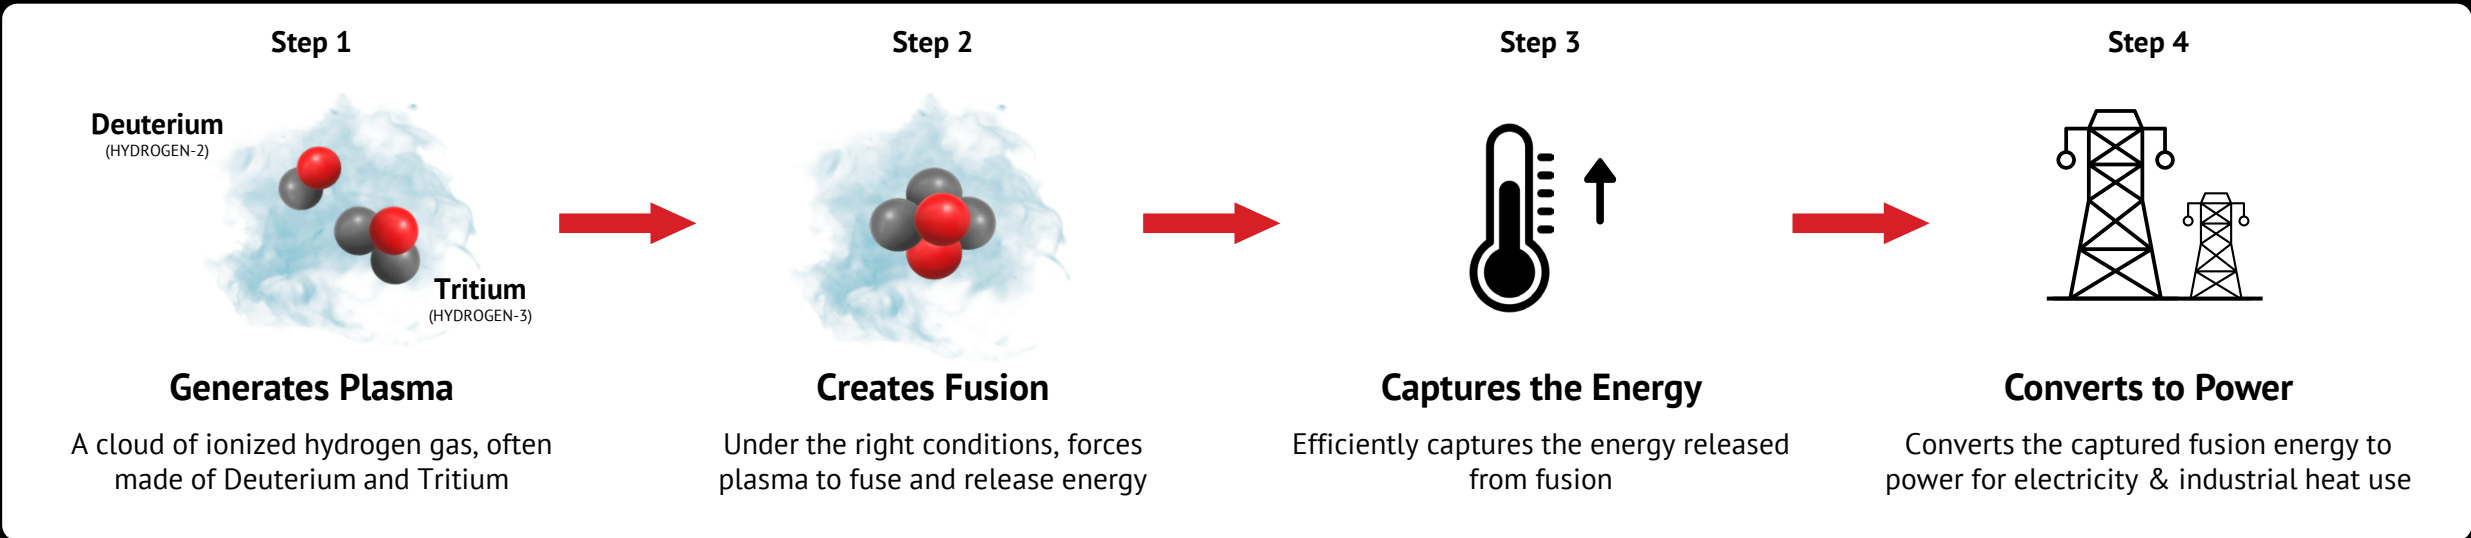 Step 1
Deuterium
(HYDROGEN-2)
Tritium
(HYDROGEN-3)
Generates Plasma
A cloud of ionized hydrogen gas, often
made of Deuterium and Tritium
Step 2
Creates Fusion
Under the right conditions, forces
plasma to fuse and release energy
Step 3
Captures the Energy
Efficiently captures the energy released
from fusion
Step 4
Converts to Power
Converts the captured fusion energy to
power for electricity & industrial heat use